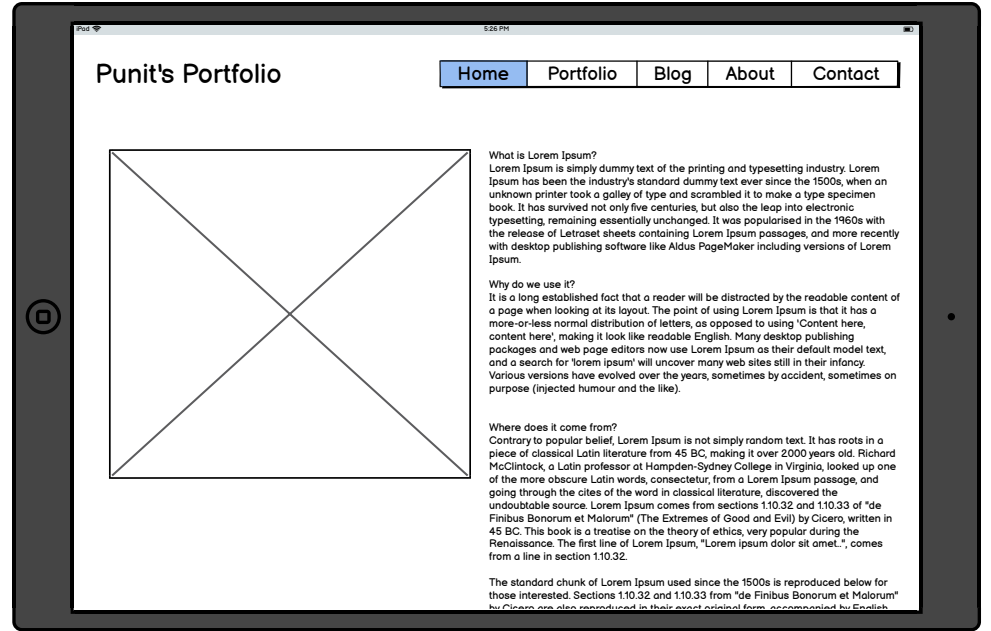 iPad 5:26 PM
Punit's Portfolio
Home Portfolio Blog About Contact
What is Lorem Ipsum?
Lorem Ipsum is simply dummy text of the printing and typesetting industry. Lorem
Ipsum has been the industry's standard dummy text ever since the 1500s, when an
unknown printer took a galley of type and scrambled it to make a type specimen
book. It has survived not only five centuries, but also the leap into electronic
typesetting, remaining essentially unchanged. It was popularised in the 1960s with
the release of Letraset sheets containing Lorem Ipsum passages, and more recently
with desktop publishing software like Aldus PageMaker including versions of Lorem
Ipsum.
Why do we use it?
It is a long established fact that a reader will be distracted by the readable content of
a page when looking at its layout. The point of using Lorem Ipsum is that it has a
more-or-less normal distribution of letters, as opposed to using 'Content here,
content here', making it look like readable English. Many desktop publishing
packages and web page editors now use Lorem Ipsum as their default model text,
and a search for 'lorem ipsum' will uncover many web sites still in their infancy.
Various versions have evolved over the years, sometimes by accident, sometimes on
purpose (injected humour and the like).
Where does it come from?
Contrary to popular belief, Lorem Ipsum is not simply random text. It has roots in a
piece of classical Latin literature from 45 BC, making it over 2000 years old. Richard
McClintock, a Latin professor at Hampden-Sydney College in Virginia, looked up one
of the more obscure Latin words, consectetur, from a Lorem Ipsum passage, and
going through the cites of the word in classical literature, discovered the
undoubtable source. Lorem Ipsum comes from sections 1.10.32 and 1.10.33 of "de
Finibus Bonorum et Malorum" (The Extremes of Good and Evil) by Cicero, written in
45 BC. This book is a treatise on the theory of ethics, very popular during the
Renaissance. The first line of Lorem Ipsum, "Lorem ipsum dolor sit amet..", comes
from a line in section 1.10.32.
The standard chunk of Lorem Ipsum used since the 1500s is reproduced below for
those interested. Sections 1.10.32 and 1.10.33 from "de Finibus Bonorum et Malorum"
by Cicero are also reproduced in their exact original form, accompanied by English